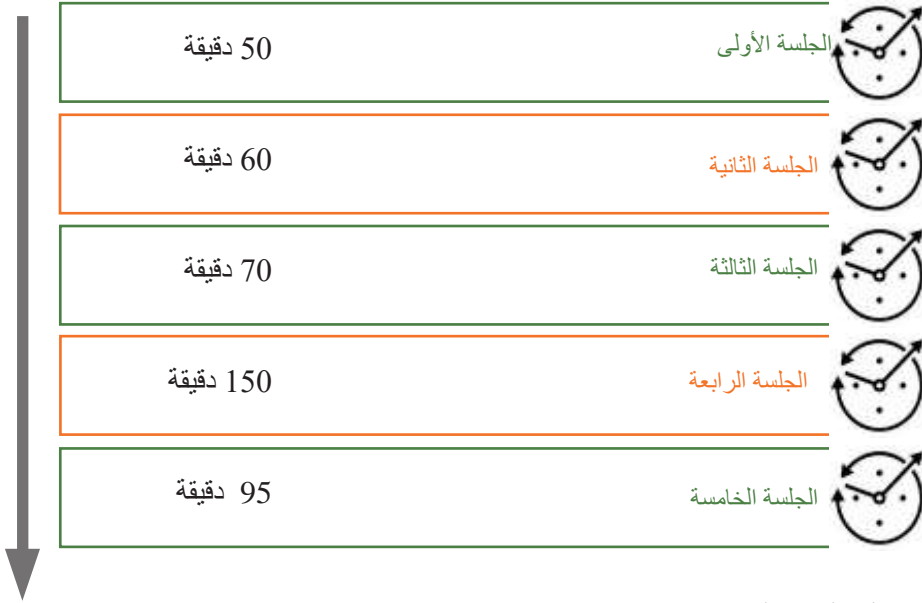 الجلسة الأولى 50 دقيقة
الجلسة الثانية 60 دقيقة
الجلسة الثالثة 70 دقيقة
الجلسة الرابعة 150 دقيقة
الجلسة الخامسة 95 دقيقة